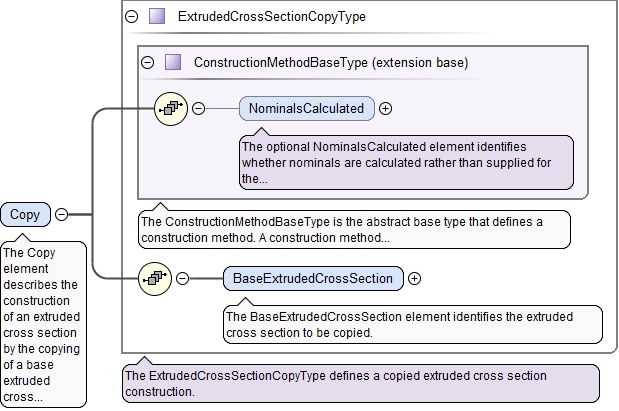 ExtrudedCrossSectionCopyType
ConstructionMethodBaseType (extension base)
NominalsCalculated
The optional NominalsCalculated element identifies
whether nominals are calculated rather than supplied for
the...
Copy
The Copy
element
describes the
construction
of an extruded
cross section
by the copying
of a base
extruded
cross...
The ConstructionMethodBaseType is the abstract base type that defines a
construction method. A construction method...
BaseExtrudedCrossSection
The BaseExtrudedCrossSection element identifies the extruded
cross section to be copied.
The ExtrudedCrossSectionCopyType defines a copied extruded cross section
construction.